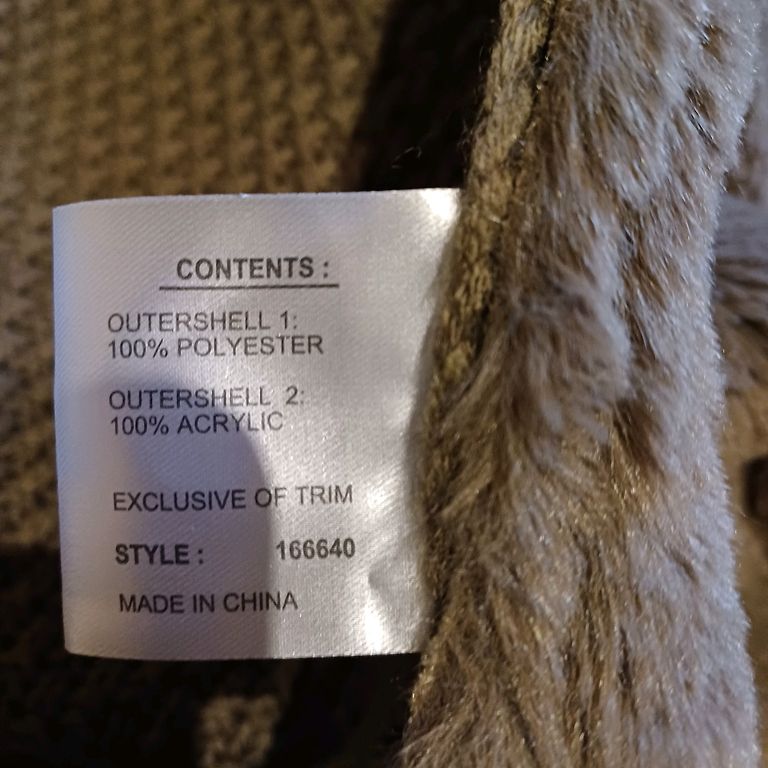 CONTENTS :
OUTERSHELL 1:
100% POLYESTER
OUTERSHELL 2:
100% ACRYLIC
EXCLUSIVE OF TRIM
STYLE : 166640
MADE IN CHINA